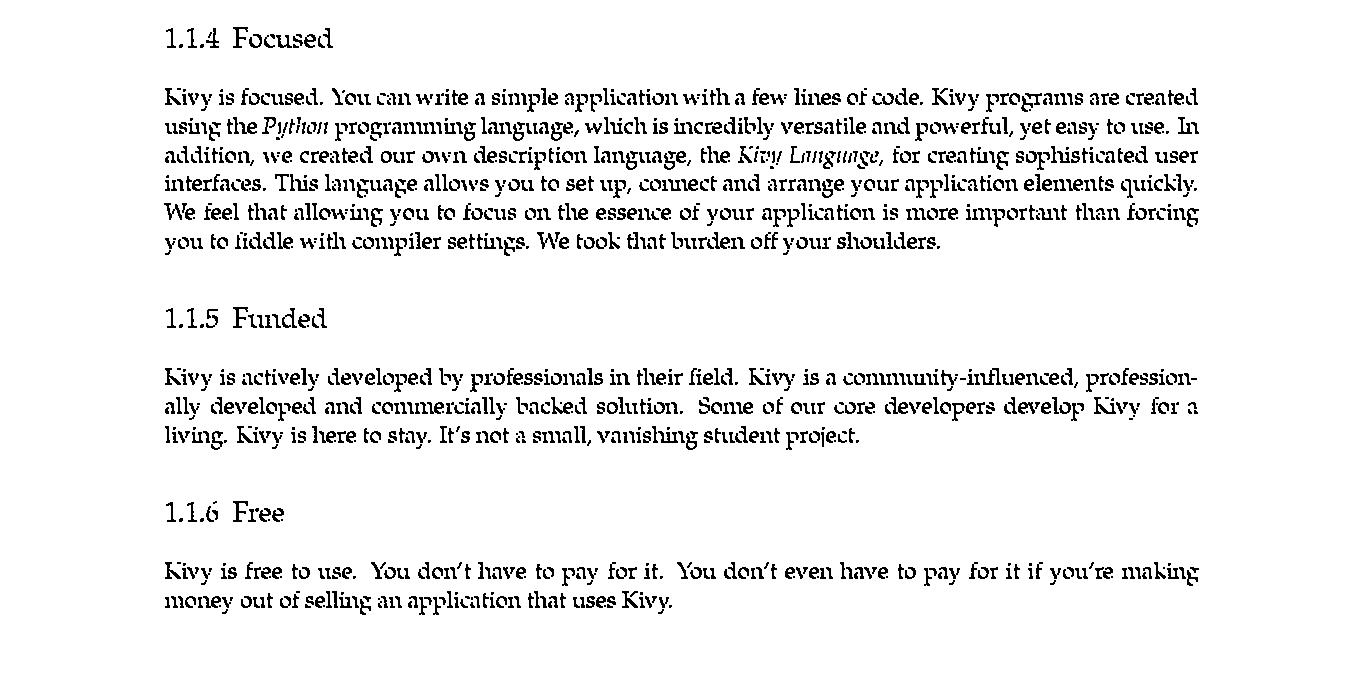 1.1.4 Focused
Kivy is focused. You can write a simple application with a few lines of code. Kivy programs are created
using the Python programming language, which is incredibly versatile and powerful, yet easy to use. In
addition, we created our own description language, the Kivy Language, for creating sophisticated user
interfaces. This language allows you to set up, connect and arrange your application elements quickly.
We feel that allowing you to focus on the essence of your application is more important than forcing
you to fiddle with compiler settings. We took that burden off your shoulders.
1.1.5 Funded
Kivy is actively developed by professionals in their field. Kivy is a community-influenced, profession-
ally developed and commercially backed solution. Some of our core developers develop Kivy for a
living. Kivy is here to stay. It's not a small, vanishing student project.
1.1.6 Free
Kivy is free to use. You don't have to pay for it. You don't even have to pay for it if you're making
money out of selling an application that uses Kivy.